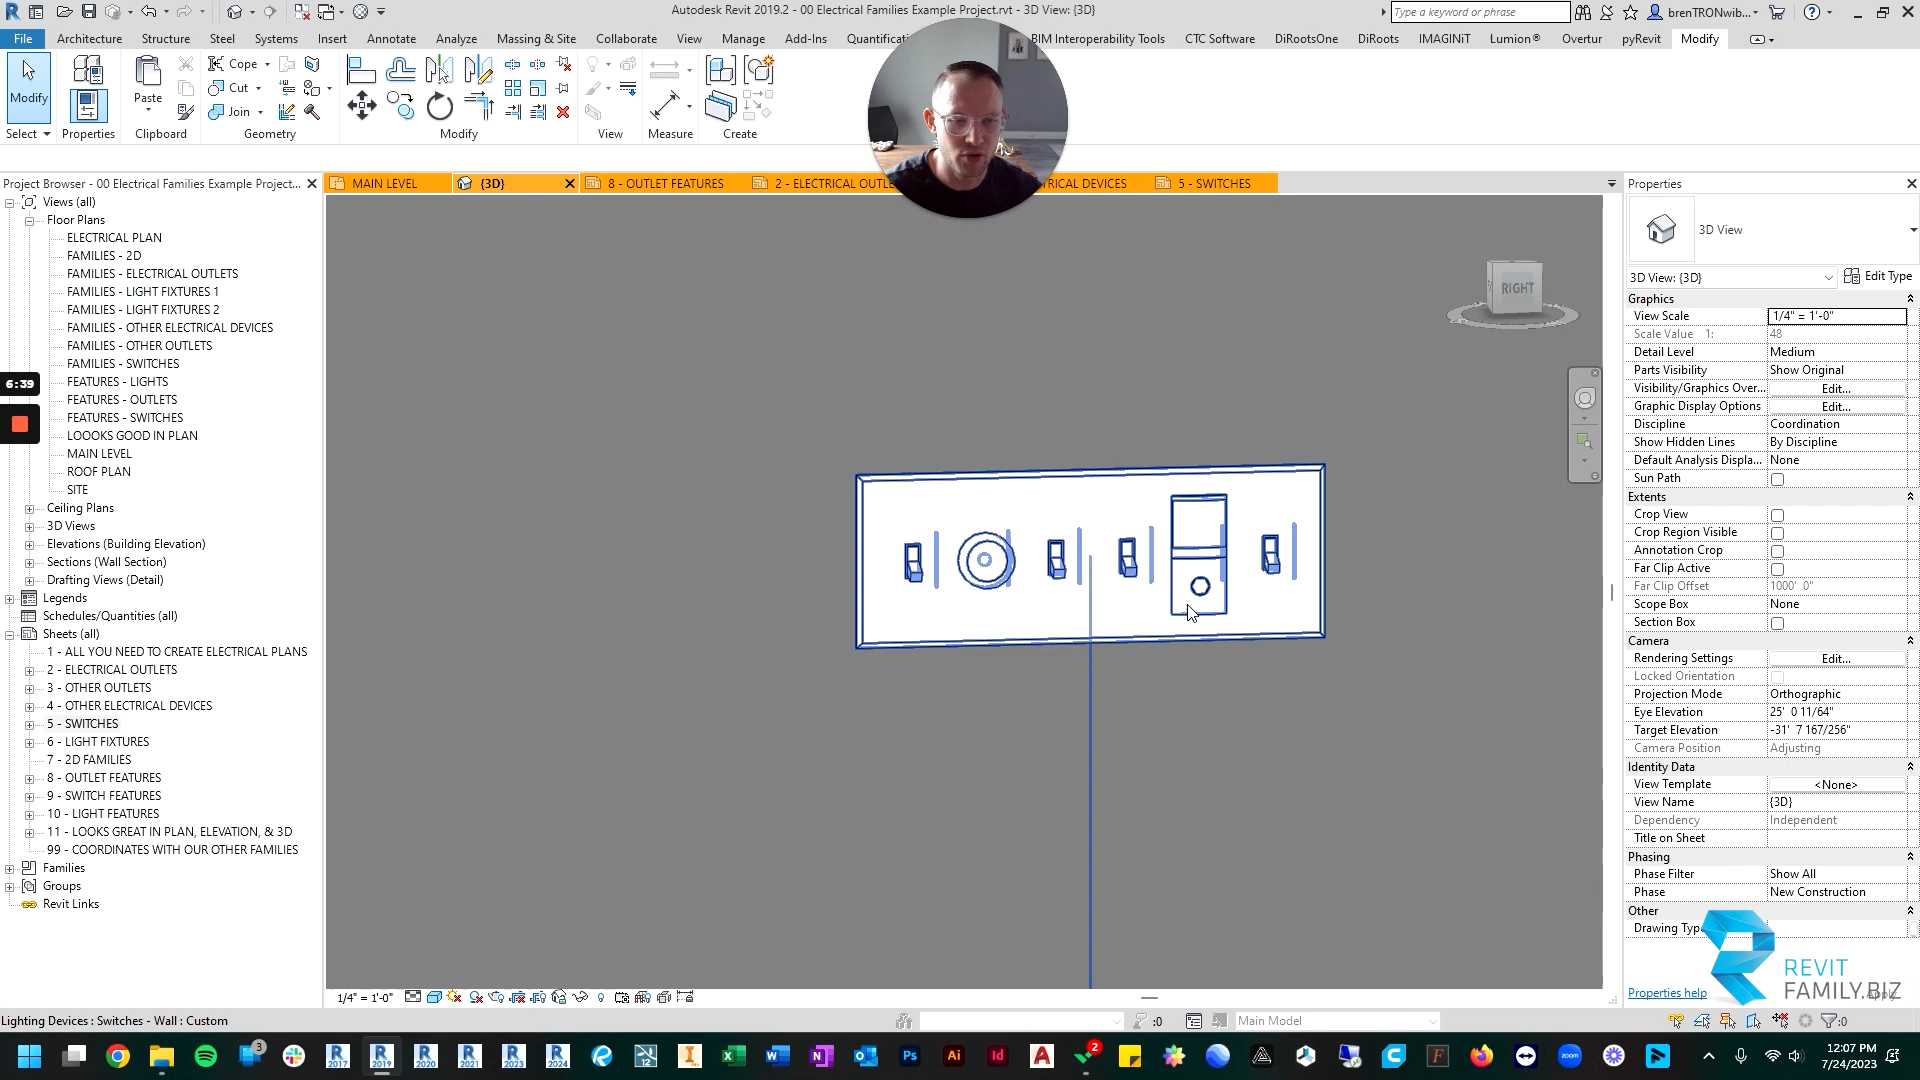 Autodesk Revit 2019.2 - 00 Electrical Families Example Project.rvt - 3D View: {3D}
Type a keyword or phrase
brenTRONwib...
File
Architecture
Structure
Steel
Systems
Insert
Annotate
Analyze
Massing & Site
Collaborate
View
Manage
Add-Ins
Quantificati
BIM Interoperability Tools
CTC Software
DiRootsOne
DiRoots
IMAGINiT
Lumion®
Overtur
pyRevit
Modify
Modify
Paste
Cope
Cut
Join
Select
Properties
Clipboard
Geometry
Modify
View
Measure
Create
Project Browser - 00 Electrical Families Example Project...
MAIN LEVEL
{3D}
8 - OUTLET FEATURES
2 - ELECTRICAL OUTLE
RICAL DEVICES
5 - SWITCHES
Views (all)
Floor Plans
ELECTRICAL PLAN
FAMILIES - 2D
FAMILIES - ELECTRICAL OUTLETS
FAMILIES - LIGHT FIXTURES 1
FAMILIES - LIGHT FIXTURES 2
FAMILIES - OTHER ELECTRICAL DEVICES
FAMILIES - OTHER OUTLETS
FAMILIES - SWITCHES
FEATURES - LIGHTS
FEATURES - OUTLETS
FEATURES - SWITCHES
LOOOKS GOOD IN PLAN
MAIN LEVEL
ROOF PLAN
SITE
Ceiling Plans
3D Views
Elevations (Building Elevation)
Sections (Wall Section)
Drafting Views (Detail)
Legends
Schedules/Quantities (all)
Sheets (all)
1 - ALL YOU NEED TO CREATE ELECTRICAL PLANS
2 - ELECTRICAL OUTLETS
3 - OTHER OUTLETS
4 - OTHER ELECTRICAL DEVICES
5 - SWITCHES
6 - LIGHT FIXTURES
7 - 2D FAMILIES
8 - OUTLET FEATURES
9 - SWITCH FEATURES
10 - LIGHT FEATURES
11 - LOOKS GREAT IN PLAN, ELEVATION, & 3D
99 - COORDINATES WITH OUR OTHER FAMILIES
Families
Groups
Revit Links
6:39
RIGHT
Properties
3D View
3D View: {3D}
Edit Type
Graphics
View Scale 1/4" = 1'-0"
Scale Value 1: 48
Detail Level Medium
Parts Visibility Show Original
Visibility/Graphics Over... Edit...
Graphic Display Options Edit...
Discipline Coordination
Show Hidden Lines By Discipline
Default Analysis Displa... None
Sun Path
Extents
Crop View
Crop Region Visible
Annotation Crop
Far Clip Active
Far Clip Offset 1000' 0"
Scope Box None
Section Box
Camera
Rendering Settings Edit...
Locked Orientation
Projection Mode Orthographic
Eye Elevation 25' 0 11/64"
Target Elevation -31' 7 167/256"
Camera Position Adjusting
Identity Data
View Template <None>
View Name {3D}
Dependency Independent
Title on Sheet
Phasing
Phase Filter Show All
Phase New Construction
Other
Drawing Typ
Properties help
REVIT
FAMILY.BIZ
1/4" = 1'-0"
Lighting Devices : Switches - Wall : Custom
:0
Main Model
:0
3
2017
2019
2020
2021
2023
2024
12
2
zoom
12:07 PM
7/24/2023